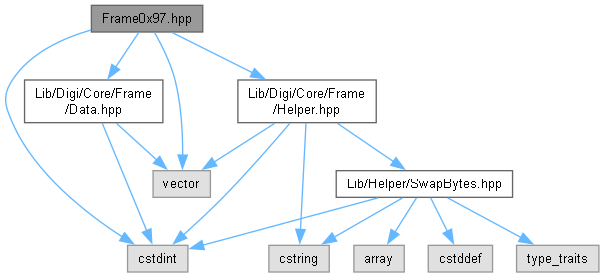 Frame0x97.hpp
Lib/Digi/Core/Frame
/Data.hpp
Lib/Digi/Core/Frame
/Helper.hpp
vector
Lib/Helper/SwapBytes.hpp
cstdint
cstring
array
cstddef
type_traits